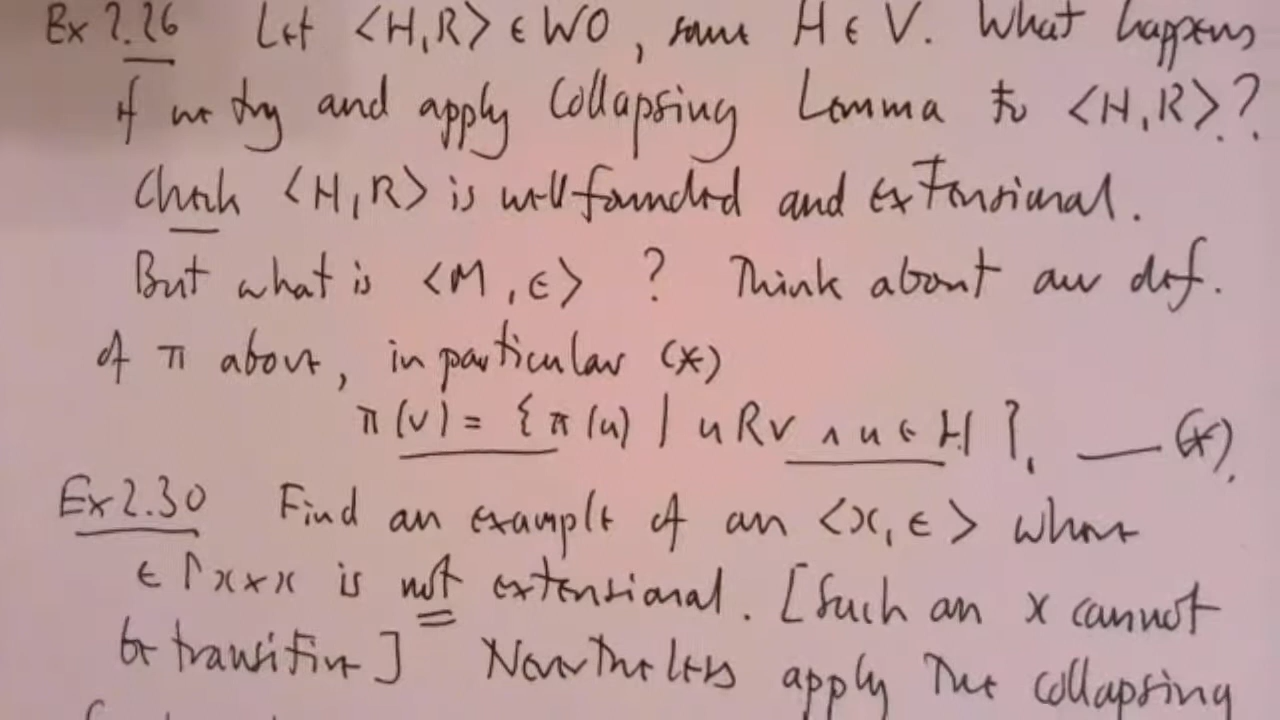 Ex 2.26 Let <H,R> ∈ WO, some H ∈ V. What happens
if we try and apply Collapsing Lemma to <H,R>?
Check <H,R> is wellfounded and extensional.
But what is <M,∈> ? Think about our def.
of π above, in particular (*)
π(v) = {π(u) | uRv ∧ u ∈ H}. — (*).
Ex 2.30 Find an example of an <x,∈> where
∈↾x×x is not extensional. [Such an x cannot
be transitive] Nevertheless apply the collapsing